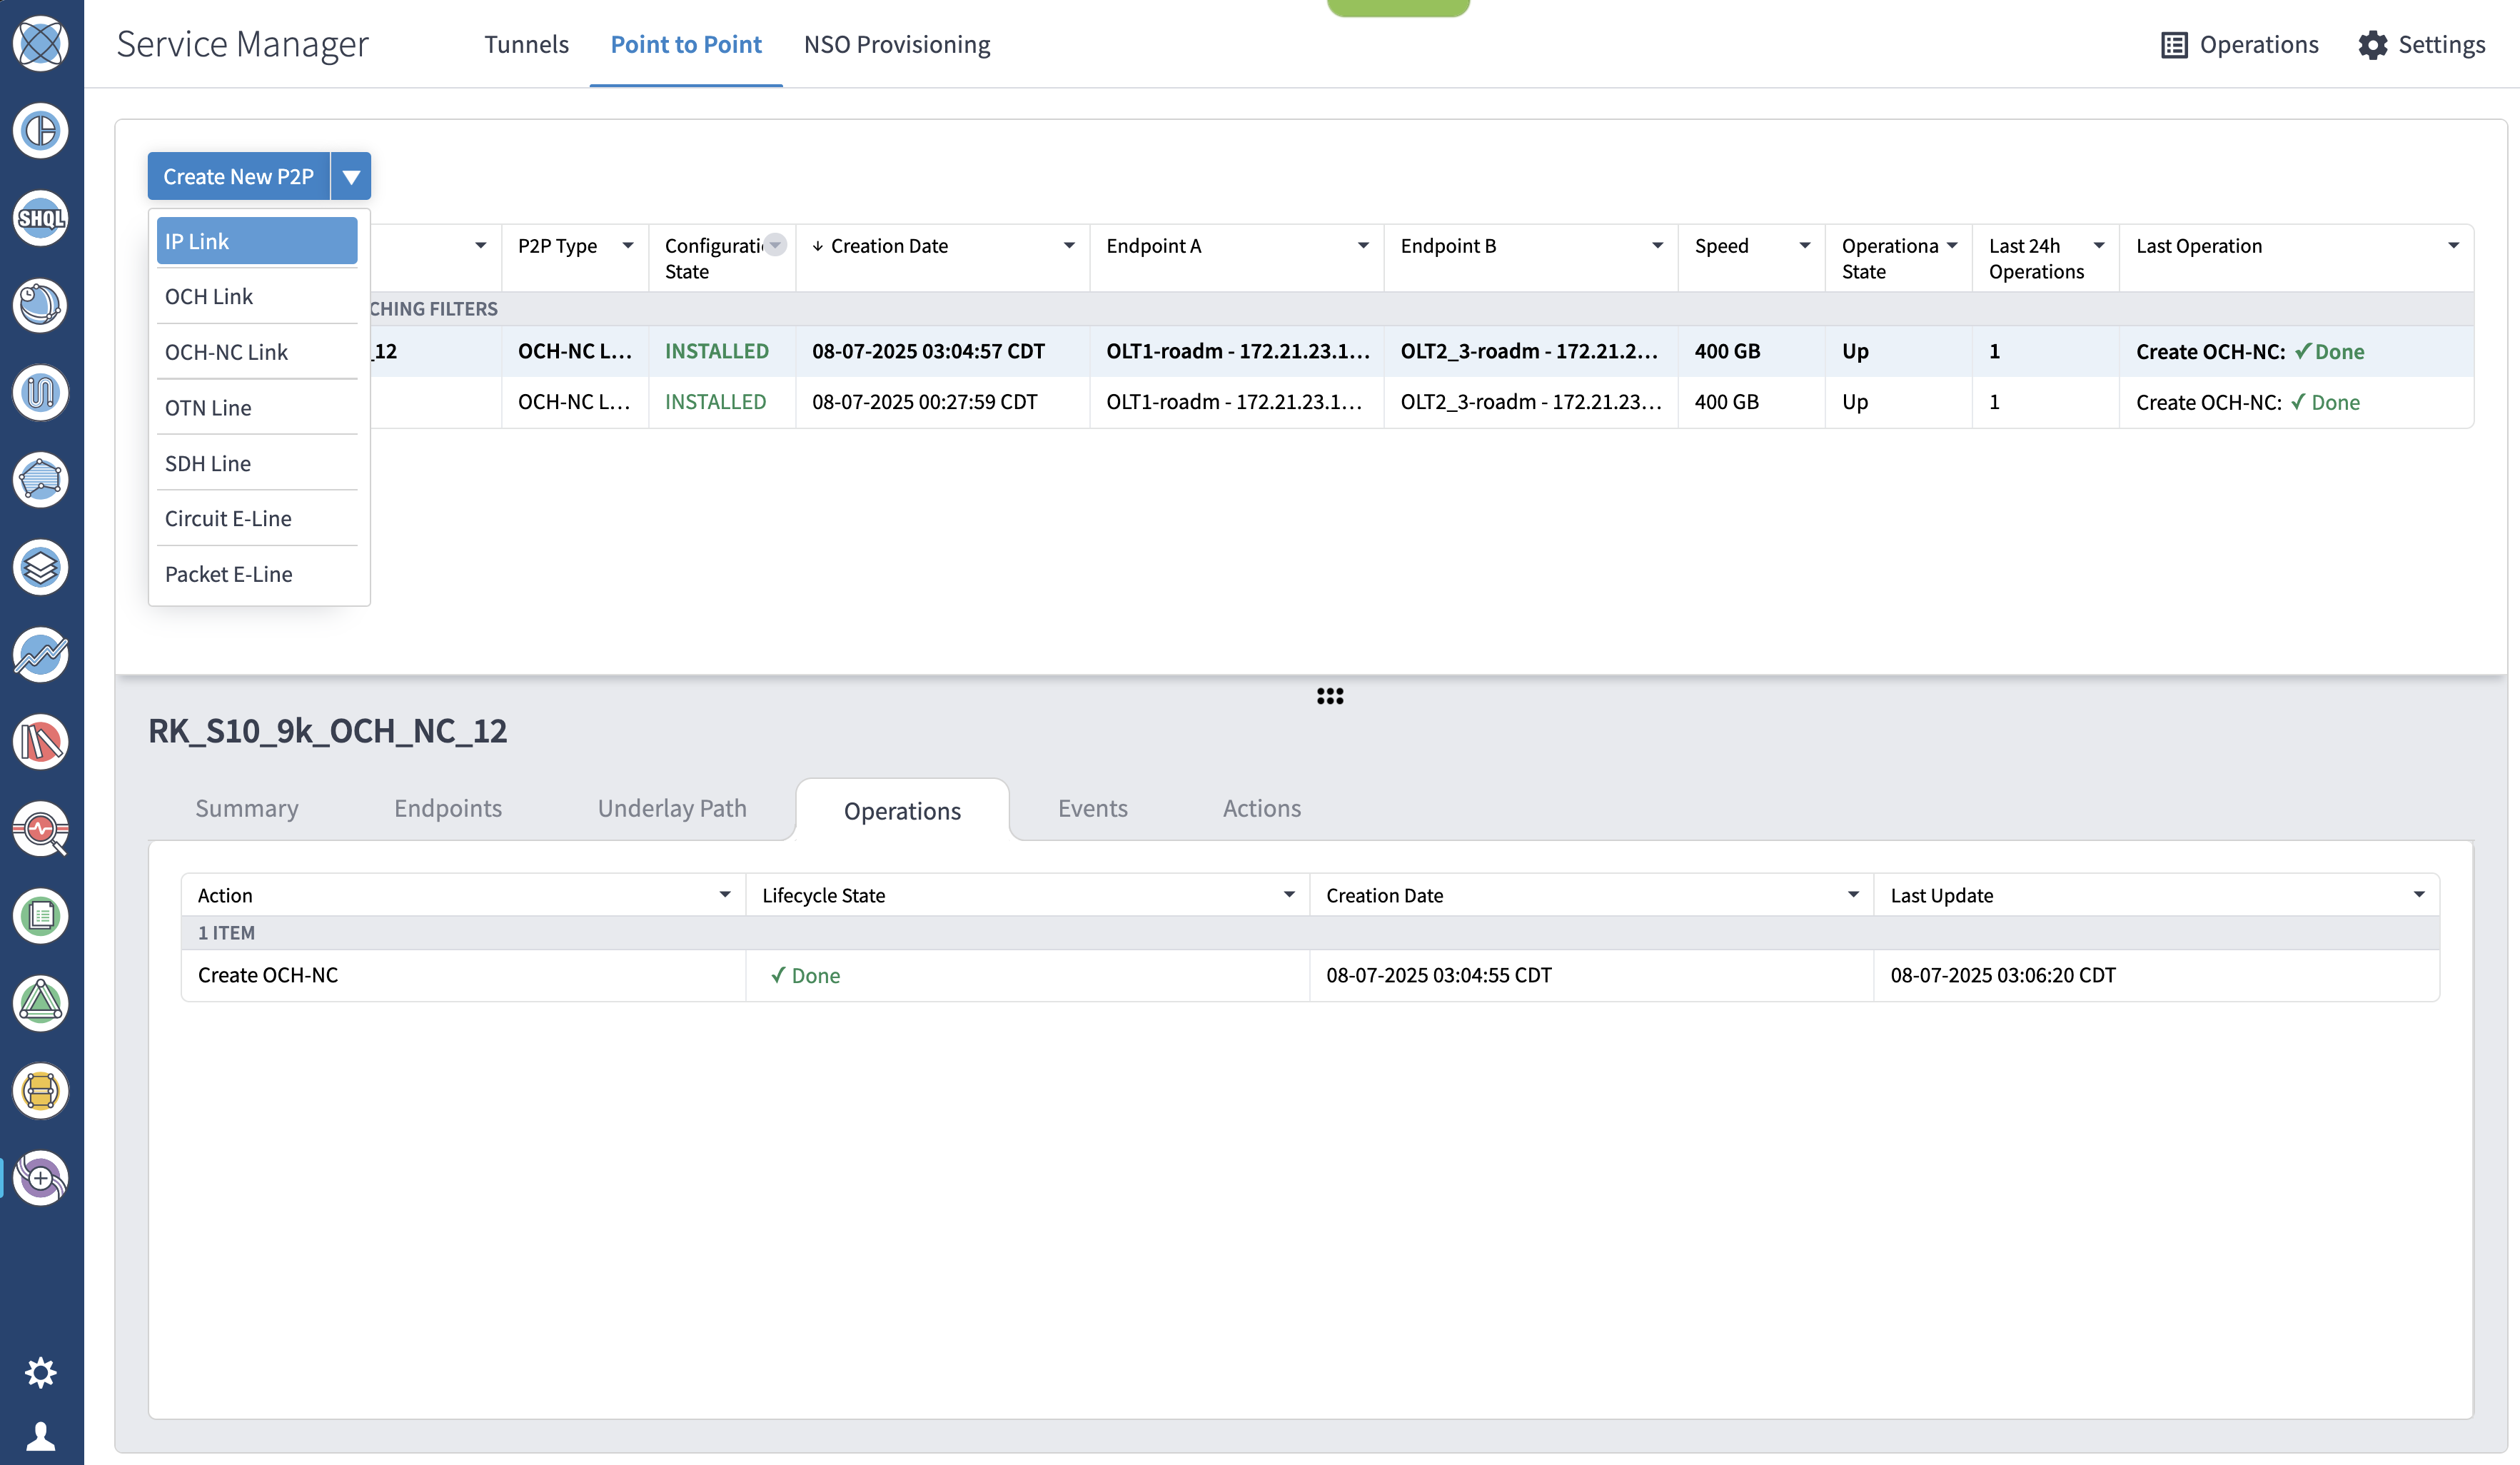 Service Manager
Tunnels
Point to Point
NSO Provisioning
Operations
Settings
SHQL
Create New P2P
IP Link
OCH Link
OCH-NC Link
OTN Line
SDH Line
Circuit E-Line
Packet E-Line
P2P Type
Configurati
State
Creation Date
Endpoint A
Endpoint B
Speed
Operationa
State
Last 24h
Operations
Last Operation
CHING FILTERS
_12 OCH-NC L... INSTALLED 08-07-2025 03:04:57 CDT OLT1-roadm - 172.21.23.1... OLT2_3-roadm - 172.21.2... 400 GB Up 1 Create OCH-NC: ✓Done
OCH-NC L... INSTALLED 08-07-2025 00:27:59 CDT OLT1-roadm - 172.21.23.1... OLT2_3-roadm - 172.21.23... 400 GB Up 1 Create OCH-NC: ✓ Done
RK_S10_9k_OCH_NC_12
Summary
Endpoints
Underlay Path
Operations
Events
Actions
Action Lifecycle State Creation Date Last Update
1 ITEM
Create OCH-NC ✓ Done 08-07-2025 03:04:55 CDT 08-07-2025 03:06:20 CDT